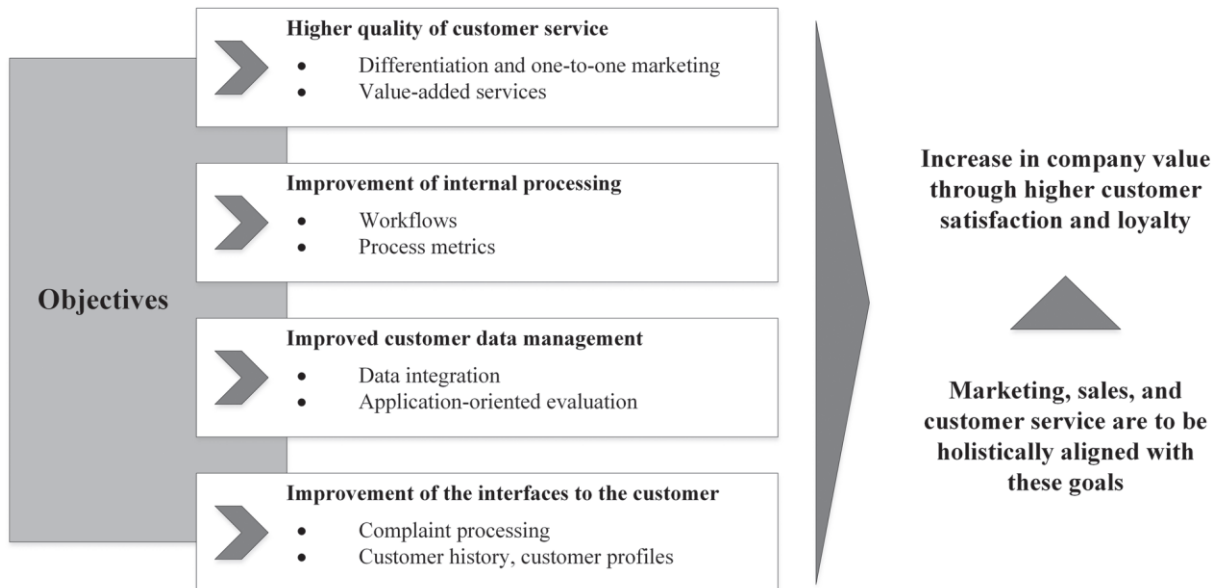 Objectives
Higher quality of customer service
• Differentiation and one-to-one marketing
• Value-added services
Improvement of internal processing
• Workflows
• Process metrics
Improved customer data management
• Data integration
• Application-oriented evaluation
Improvement of the interfaces to the customer
• Complaint processing
• Customer history, customer profiles
Increase in company value
through higher customer
satisfaction and loyalty
Marketing, sales, and
customer service are to be
holistically aligned with
these goals